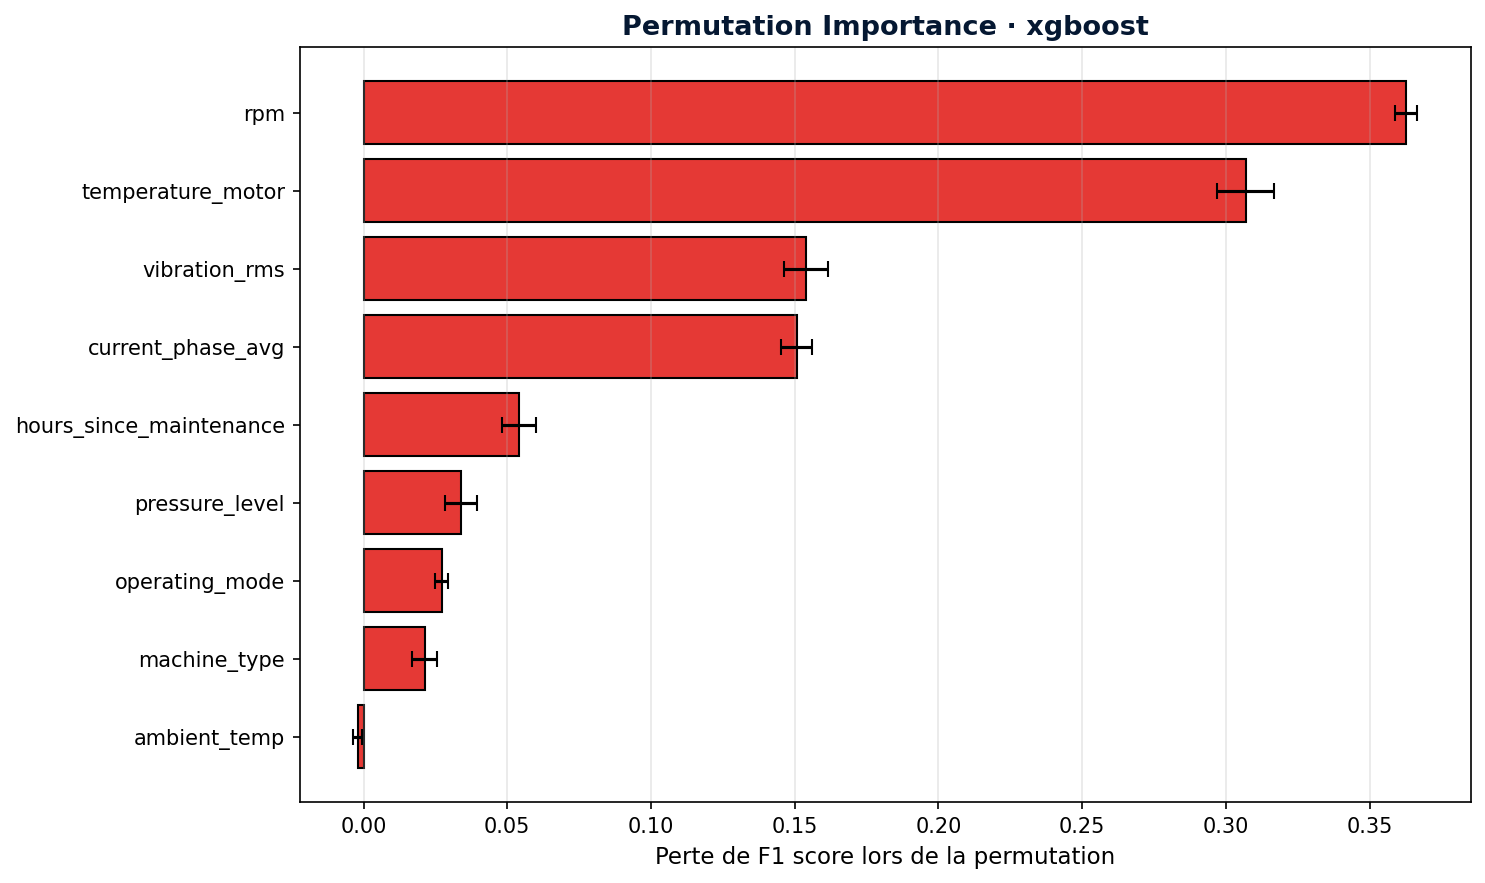 Permutation Importance · xgboost
rpm
temperature_motor
vibration_rms
current_phase_avg
hours_since_maintenance
pressure_level
operating_mode
machine_type
ambient_temp
0.00 0.05 0.10 0.15 0.20 0.25 0.30 0.35
Perte de F1 score lors de la permutation